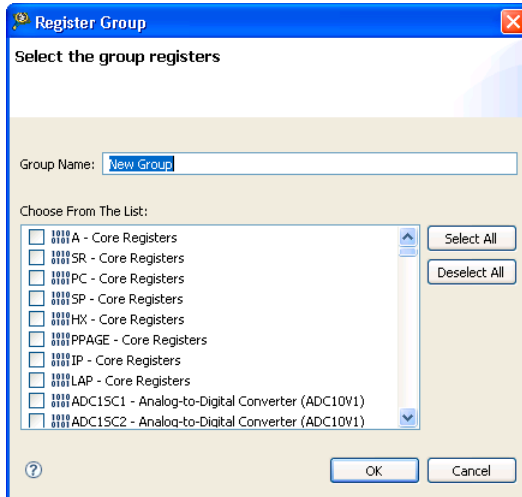 Register Group
Select the group registers
Group Name: New Group
Choose From The List:
A - Core Registers
SR - Core Registers
PC - Core Registers
SP - Core Registers
HX - Core Registers
PPAGE - Core Registers
IP - Core Registers
LAP - Core Registers
ADC1SC1 - Analog-to-Digital Converter (ADC10V1)
ADC1SC2 - Analog-to-Digital Converter (ADC10V1)
Select All
Deselect All
OK
Cancel